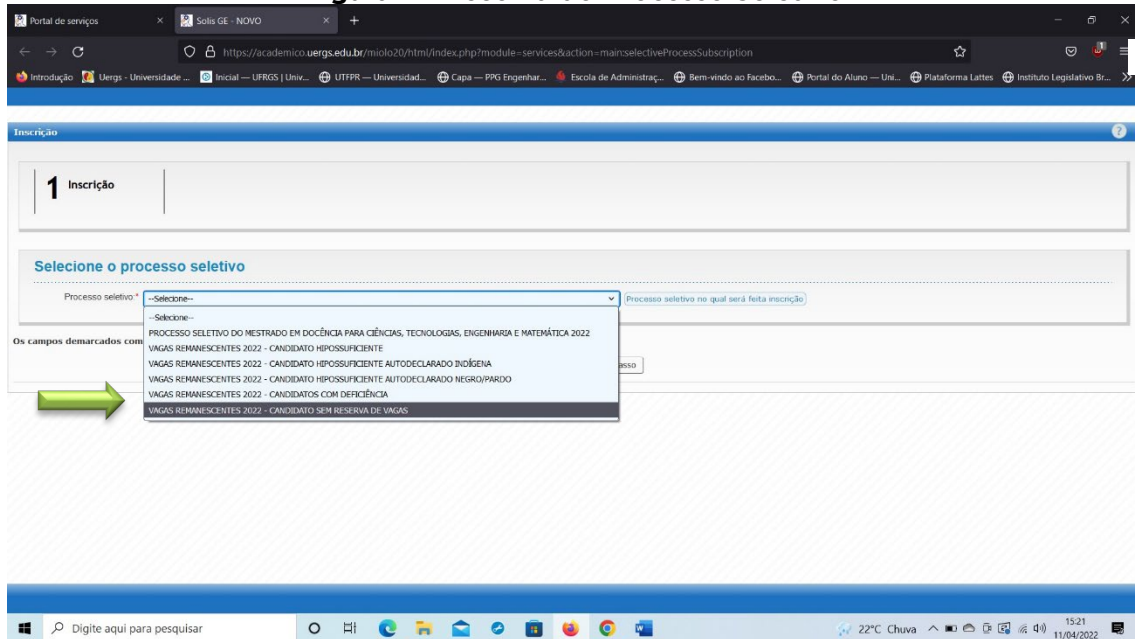 Portal de serviços
Solis GE - NOVO
https://academico.uergs.edu.br/miolo20/html/index.php?module=services&action=main:selectiveProcessSubscription
Introdução Uergs - Universidade ... Inicial — UFRGS | Univ... UTFPR — Universidad... Capa — PPG Engenhar... Escola de Administraç... Bem-vindo ao Facebo... Portal do Aluno — Uni... Plataforma Lattes Instituto Legislativo Br...
Inscrição
1 Inscrição
Selecione o processo seletivo
Processo seletivo:* --Selecione-- Processo seletivo no qual será feita inscrição
--Selecione--
PROCESSO SELETIVO DO MESTRADO EM DOCÊNCIA PARA CIÊNCIAS, TECNOLOGIAS, ENGENHARIA E MATEMÁTICA 2022
Os campos demarcados com
VAGAS REMANESCENTES 2022 - CANDIDATO HIPOSSUFICIENTE
VAGAS REMANESCENTES 2022 - CANDIDATO HIPOSSUFICIENTE AUTODECLARADO INDÍGENA
asso
VAGAS REMANESCENTES 2022 - CANDIDATO HIPOSSUFICIENTE AUTODECLARADO NEGRO/PARDO
VAGAS REMANESCENTES 2022 - CANDIDATOS COM DEFICIÊNCIA
VAGAS REMANESCENTES 2022 - CANDIDATO SEM RESERVA DE VAGAS
Digite aqui para pesquisar
22°C Chuva
15:21
11/04/2022